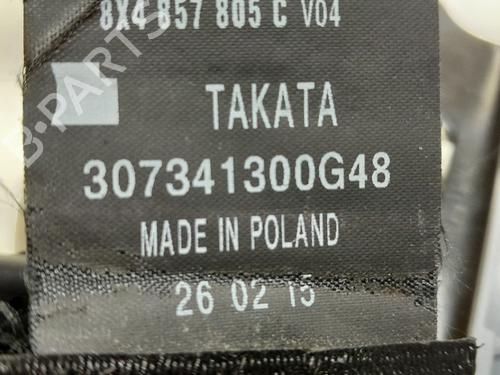 8X4 857 805 C V04
TAKATA
307341300G48
MADE IN POLAND
26 02 15
B-PARTS